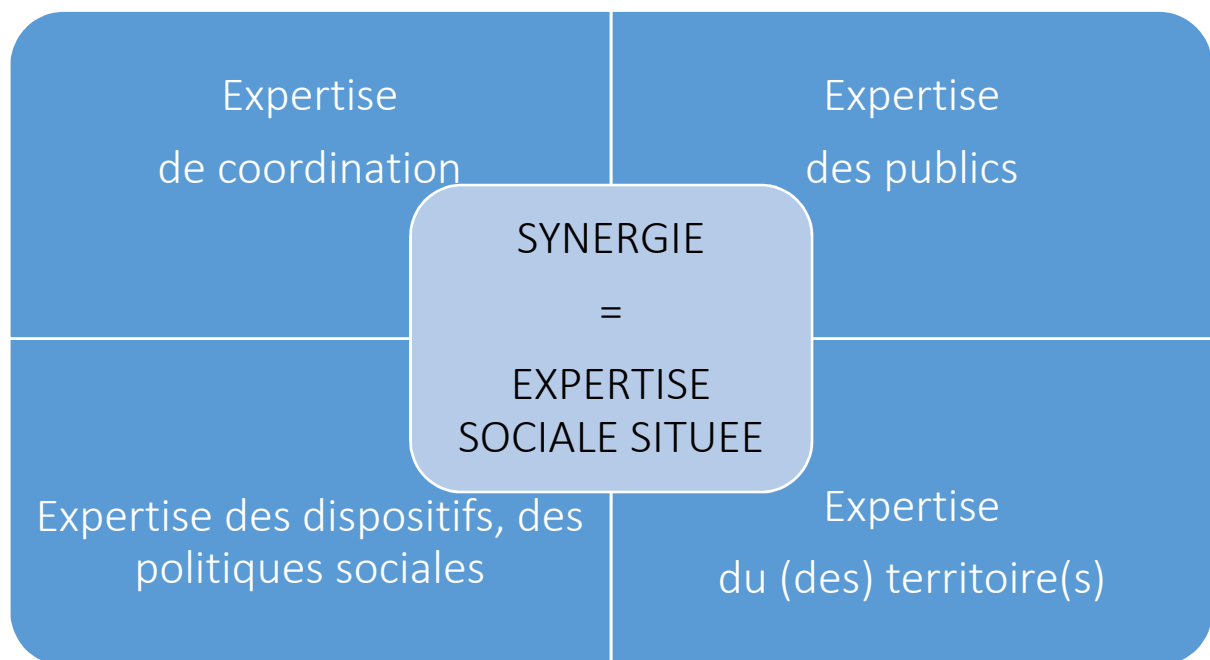 Expertise
de coordination
Expertise
des publics
SYNERGIE
=
EXPERTISE
SOCIALE SITUEE
Expertise des dispositifs, des
politiques sociales
Expertise
du (des) territoire(s)